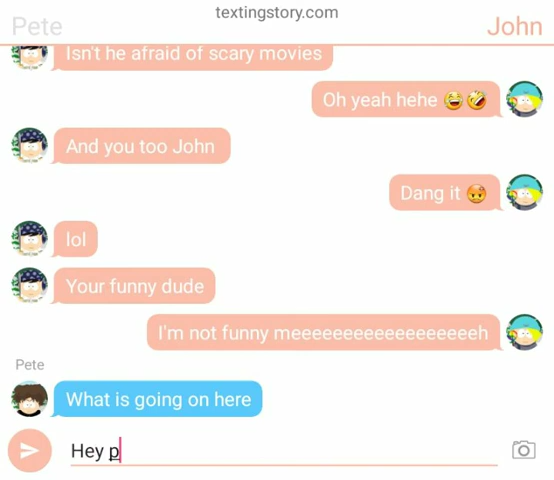 textingstory.com
Pete
John
Isn't he afraid of scary movies
Oh yeah hehe 😂🤣
And you too John
Dang it 😡
lol
Your funny dude
I'm not funny meeeeeeeeeeeeeeeeeeh
Pete
What is going on here
Hey p